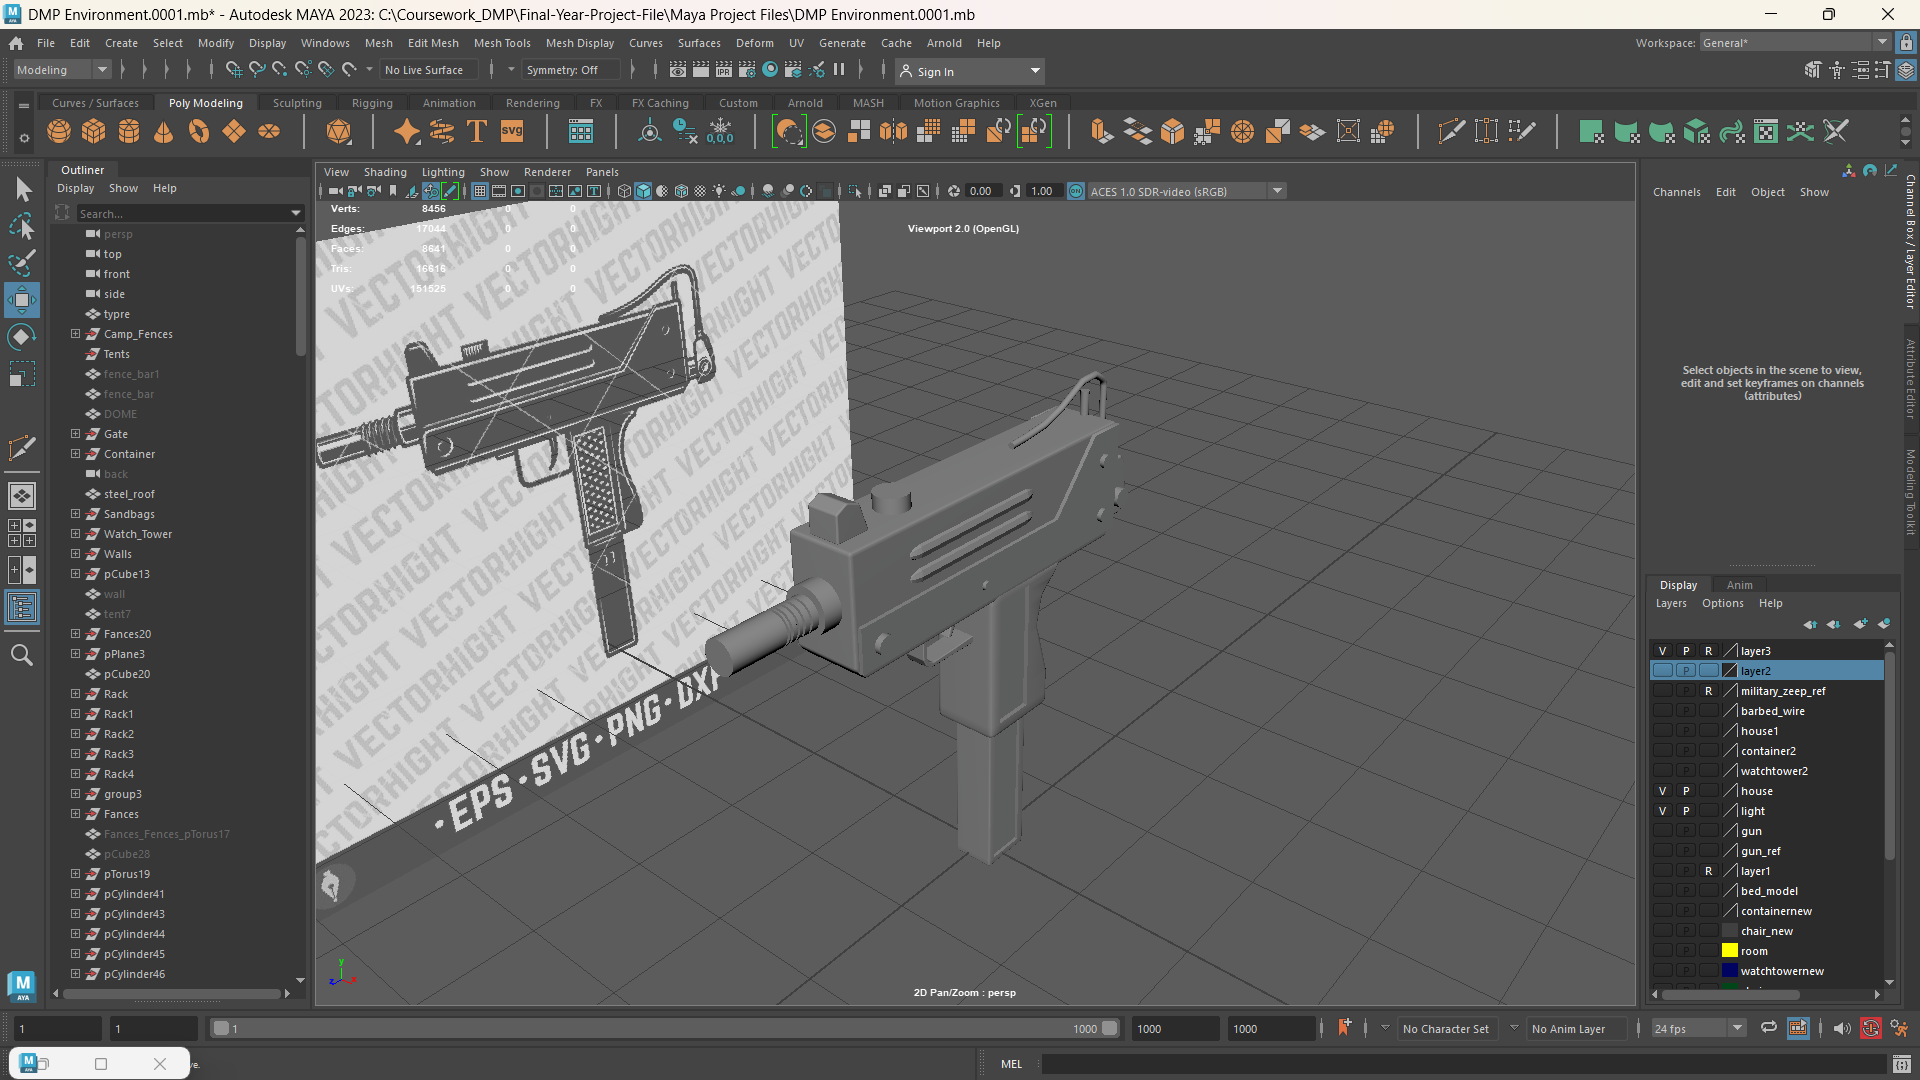 DMP Environment.0001.mb* - Autodesk MAYA 2023: C:\Coursework_DMP\Final-Year-Project-File\Maya Project Files\DMP Environment.0001.mb
File Edit Create Select Modify Display Windows Mesh Edit Mesh Mesh Tools Mesh Display Curves Surfaces Deform UV Generate Cache Arnold Help
Workspace: General*
Modeling
No Live Surface
Symmetry: Off
IPR
Sign In
Curves / Surfaces Poly Modeling Sculpting Rigging Animation Rendering FX FX Caching Custom Arnold MASH Motion Graphics XGen
T SVG
0,0,0
Outliner
Display Show Help
Search...
persp
top
front
side
typre
Camp_Fences
Tents
fence_bar1
fence_bar
DOME
Gate
Container
back
steel_roof
Sandbags
Watch_Tower
Walls
pCube13
wall
tent7
Fances20
pPlane3
pCube20
Rack
Rack1
Rack2
Rack3
Rack4
group3
Fances
Fances_Fences_pTorus17
pCube28
pTorus19
pCylinder41
pCylinder43
pCylinder44
pCylinder45
pCylinder46
View Shading Lighting Show Renderer Panels
0.00
1.00
ON
ACES 1.0 SDR-video (sRGB)
Verts: 8456 0 0
Edges: 17044 0 0
Faces: 8641 0 0
Tris: 16616 0 0
UVs: 151525 0 0
Viewport 2.0 (OpenGL)
VECTORHIGHT
• EPS • SVG • PNG • DXF
y
z
x
2D Pan/Zoom : persp
Channels Edit Object Show
Select objects in the scene to view,
edit and set keyframes on channels
(attributes)
Channel Box / Layer Editor
Attribute Editor
Modeling Toolkit
Display Anim
Layers Options Help
V P R layer3
P layer2
P R military_zeep_ref
P barbed_wire
P house1
P container2
P watchtower2
V P house
V P light
P gun
P gun_ref
P R layer1
P bed_model
P containernew
P chair_new
P room
P watchtowernew
1
1
1
1000
1000
1000
No Character Set
No Anim Layer
24 fps
M
AYA
ve.
MEL